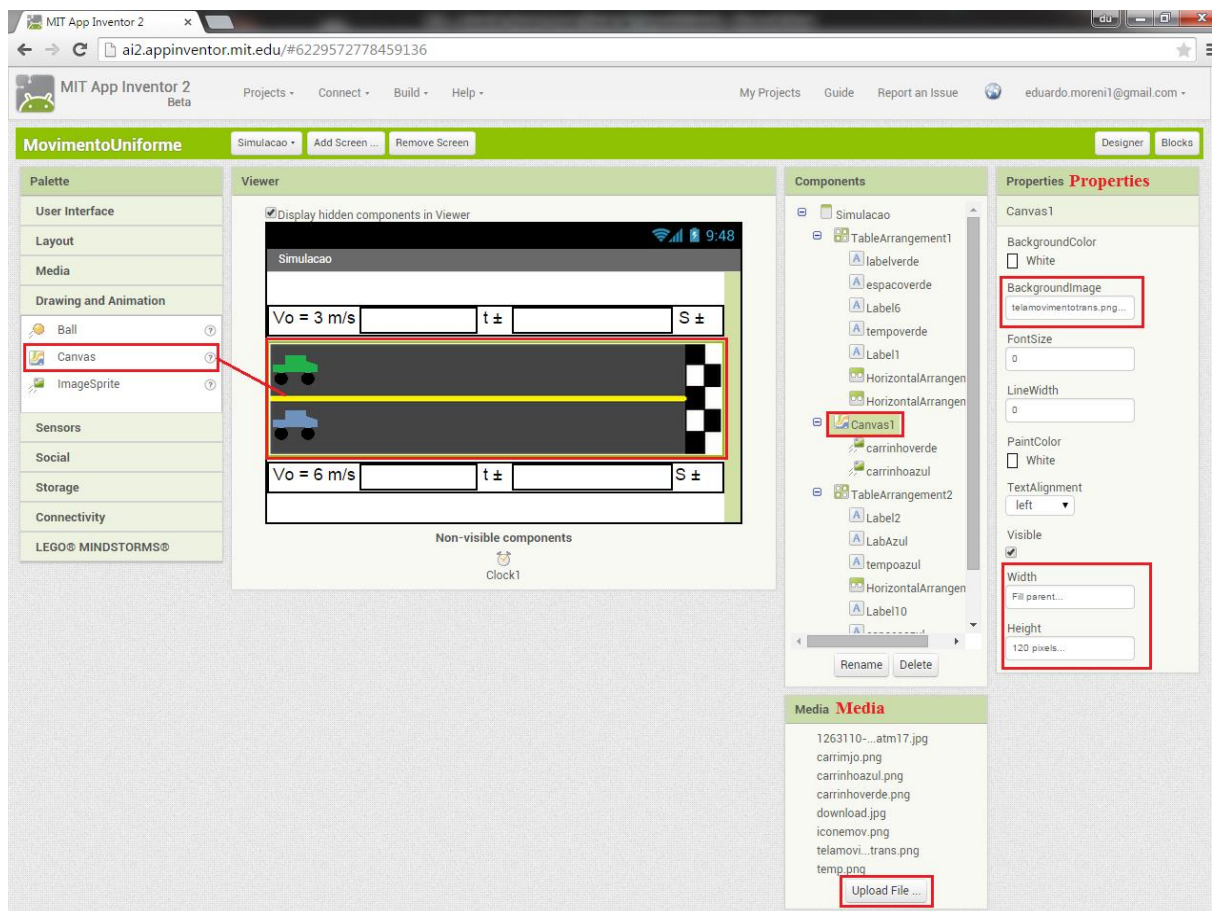 MIT App Inventor 2
du
ai2.appinventor.mit.edu/#6229572778459136
MIT App Inventor 2
Beta
Projects Connect Build Help
My Projects Guide Report an Issue eduardo.moreni1@gmail.com
MovimentoUniforme
Simulacao Add Screen ... Remove Screen
Designer Blocks
Palette
User Interface
Layout
Media
Drawing and Animation
Ball
Canvas
ImageSprite
Sensors
Social
Storage
Connectivity
LEGO® MINDSTORMS®
Viewer
Display hidden components in Viewer
9:48
Simulacao
Vo = 3 m/s t ± S ±
Vo = 6 m/s t ± S ±
Non-visible components
Clock1
Components
Simulacao
TableArrangement1
labelverde
espacoverde
Label6
tempoverde
Label1
HorizontalArrangen
HorizontalArrangen
Canvas1
carrinhoverde
carrinhoazul
TableArrangement2
Label2
LabAzul
tempoazul
HorizontalArrangen
Label10
Rename Delete
Media Media
1263110-...atm17.jpg
carrimjo.png
carrinhoazul.png
carrinhoverde.png
download.jpg
iconemov.png
telamovi...trans.png
temp.png
Upload File ...
Properties Properties
Canvas1
BackgroundColor
White
BackgroundImage
telamovimentotrans.png...
FontSize
0
LineWidth
0
PaintColor
White
TextAlignment
left
Visible
Width
Fill parent...
Height
120 pixels...